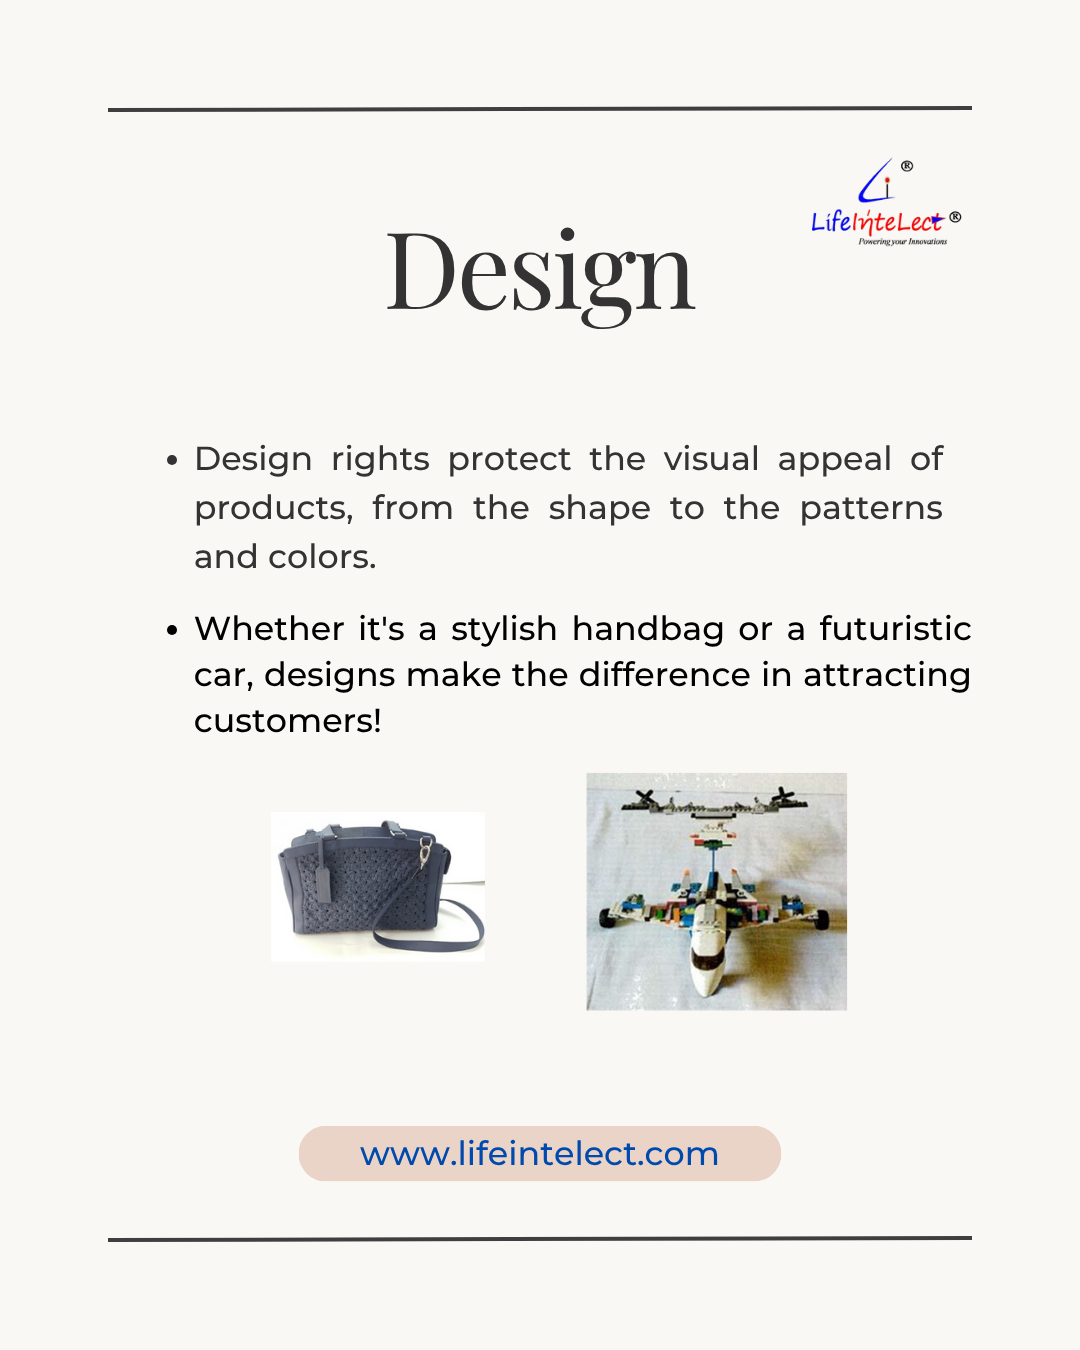 Li®
LifeInteLect®
Powering your Innovations
Design
• Design rights protect the visual appeal of
products, from the shape to the patterns
and colors.
• Whether it's a stylish handbag or a futuristic
car, designs make the difference in attracting
customers!
www.lifeintelect.com